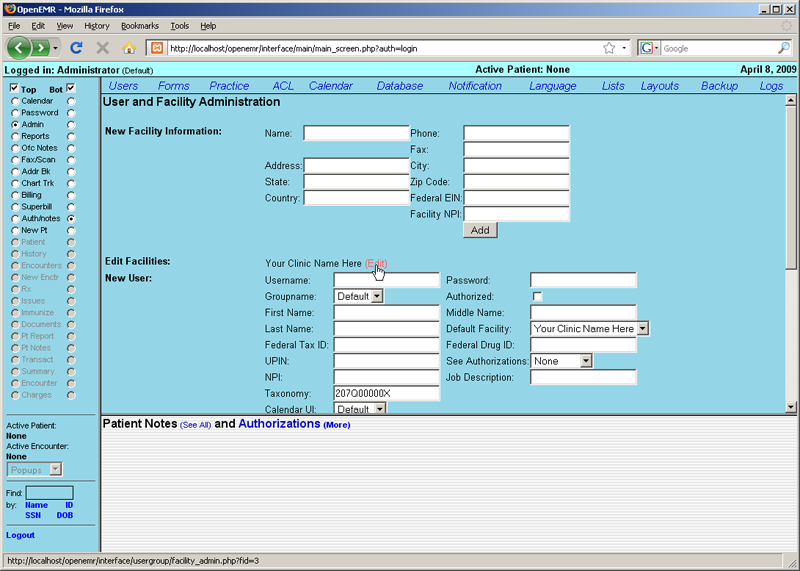 OpenEMR - Mozilla Firefox
File Edit View History Bookmarks Tools Help
http://localhost/openemr/interface/main/main_screen.php?auth=login
Google
Logged in: Administrator (Default) Active Patient: None April 8, 2009
Top Bot
Calendar
Password
Admin
Reports
Ofc Notes
Fax/Scan
Addr Bk
Chart Trk
Billing
Superbill
Auth/notes
New Pt
Patient
History
Encounters
New Enctr
Rx
Issues
Immunize
Documents
Pt Report
Pt Notes
Transact
Summary
Encounter
Charges
Active Patient:
None
Active Encounter:
None
Popups
Find:
by: Name ID
SSN DOB
Logout
Users Forms Practice ACL Calendar Database Notification Language Lists Layouts Backup Logs
User and Facility Administration
New Facility Information: Name: Phone:
Fax:
Address: City:
State: Zip Code:
Country: Federal EIN:
Facility NPI:
Add
Edit Facilities: Your Clinic Name Here (Edit)
New User: Username: Password:
Groupname: Default Authorized:
First Name: Middle Name:
Last Name: Default Facility: Your Clinic Name Here
Federal Tax ID: Federal Drug ID:
UPIN: See Authorizations: None
NPI: Job Description:
Taxonomy: 207Q00000X
Calendar UI: Default
Patient Notes (See All) and Authorizations (More)
http://localhost/openemr/interface/usergroup/facility_admin.php?fid=3